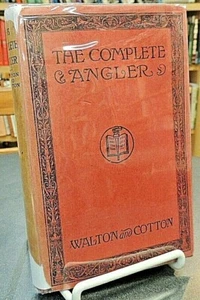 THE COMPLETE
ANGLER
WALTON and COTTON